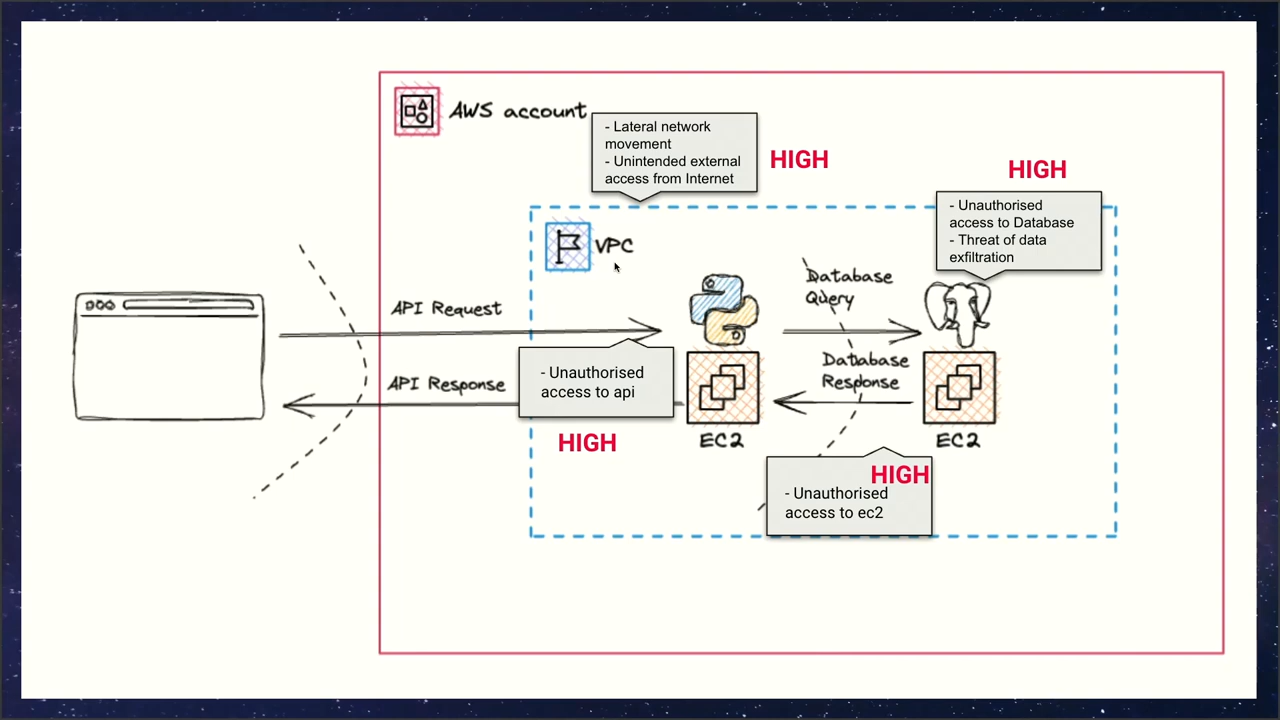 AWS account
- Lateral network
movement
- Unintended external
access from Internet
HIGH
HIGH
- Unauthorised
access to Database
- Threat of data
exfiltration
VPC
Database
Query
API Request
Database
Response
- Unauthorised
access to api
API Response
HIGH
EC2
EC2
HIGH
- Unauthorised
access to ec2